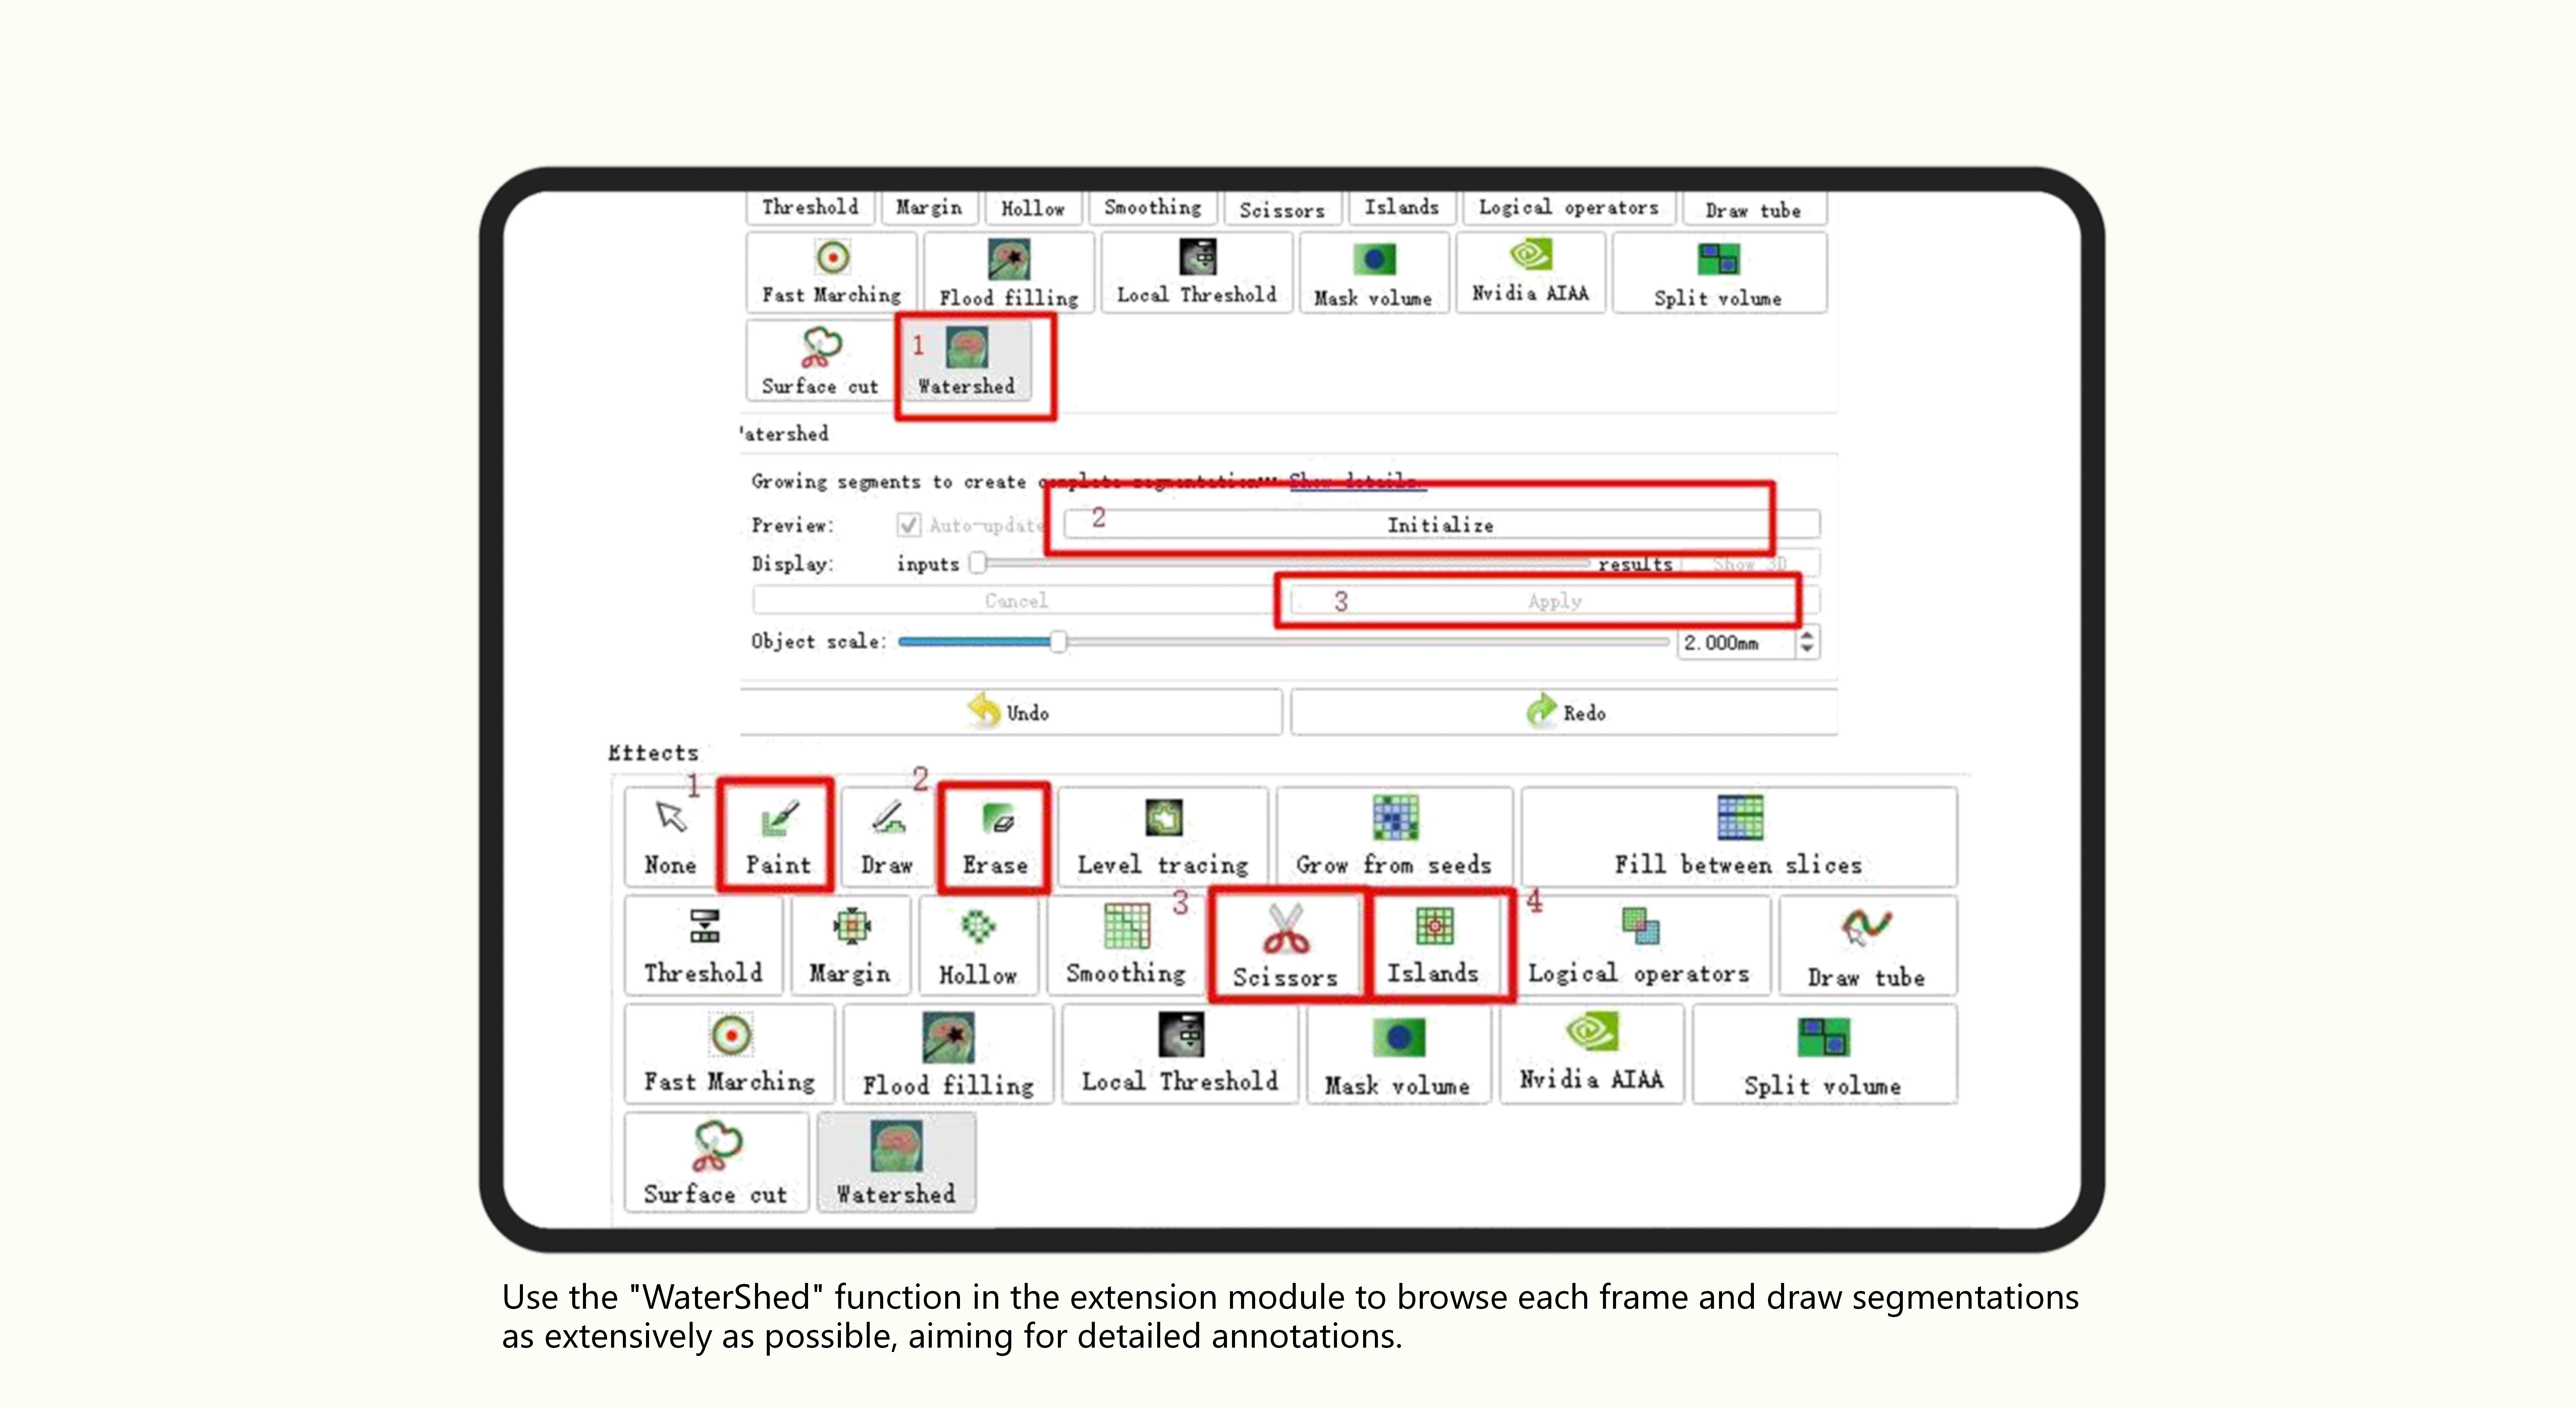 Threshold Margin Hollow Smoothing Scissors Islands Logical operators Draw tube
Fast Marching Flood filling Local Threshold Mask volume Nvidia AIAA Split volume
1
Surface cut Watershed
atershed
Growing segments to create complete segmentation... Show details.
Preview: Auto-update 2 Initialize
Display: inputs results Show 3D
Cancel 3 Apply
Object scale: 2.000mm
Undo Redo
Effects
1 2
None Paint Draw Erase Level tracing Grow from seeds Fill between slices
3 4
Threshold Margin Hollow Smoothing Scissors Islands Logical operators Draw tube
Fast Marching Flood filling Local Threshold Mask volume Nvidia AIAA Split volume
Surface cut Watershed
Use the "WaterShed" function in the extension module to browse each frame and draw segmentations
as extensively as possible, aiming for detailed annotations.